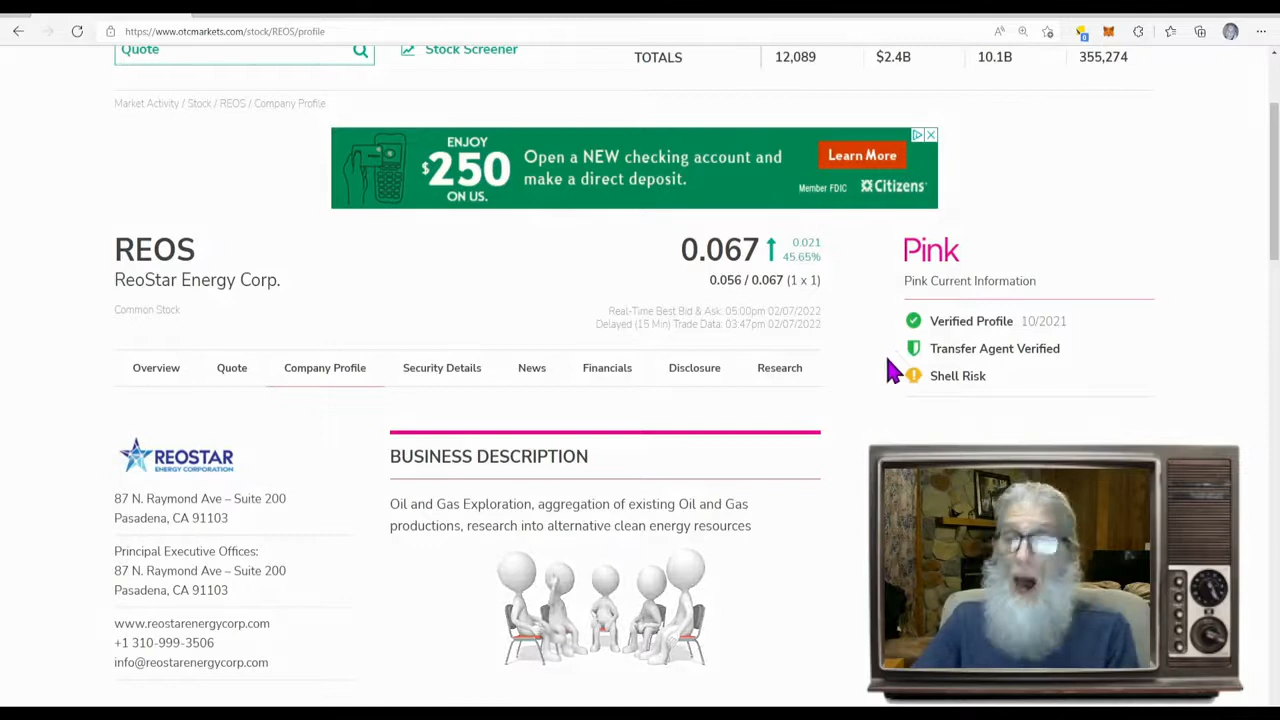 https://www.otcmarkets.com/stock/REOS/profile
Quote
Stock Screener
TOTALS 12,089 $2.4B 10.1B 355,274
Market Activity / Stock / REOS / Company Profile
ENJOY
$250
ON US.
Open a NEW checking account and
make a direct deposit.
Learn More
Member FDIC Citizens
REOS
ReoStar Energy Corp.
Common Stock
0.067 0.021
45.65%
0.056 / 0.067 (1 x 1)
Real-Time Best Bid & Ask: 05:00pm 02/07/2022
Delayed (15 Min) Trade Data: 03:47pm 02/07/2022
Pink
Pink Current Information
Verified Profile 10/2021
Transfer Agent Verified
Shell Risk
Overview Quote Company Profile Security Details News Financials Disclosure Research
REOSTAR
ENERGY CORPORATION
87 N. Raymond Ave – Suite 200
Pasadena, CA 91103
Principal Executive Offices:
87 N. Raymond Ave – Suite 200
Pasadena, CA 91103
www.reostarenergycorp.com
+1 310-999-3506
info@reostarenergycorp.com
BUSINESS DESCRIPTION
Oil and Gas Exploration, aggregation of existing Oil and Gas
productions, research into alternative clean energy resources